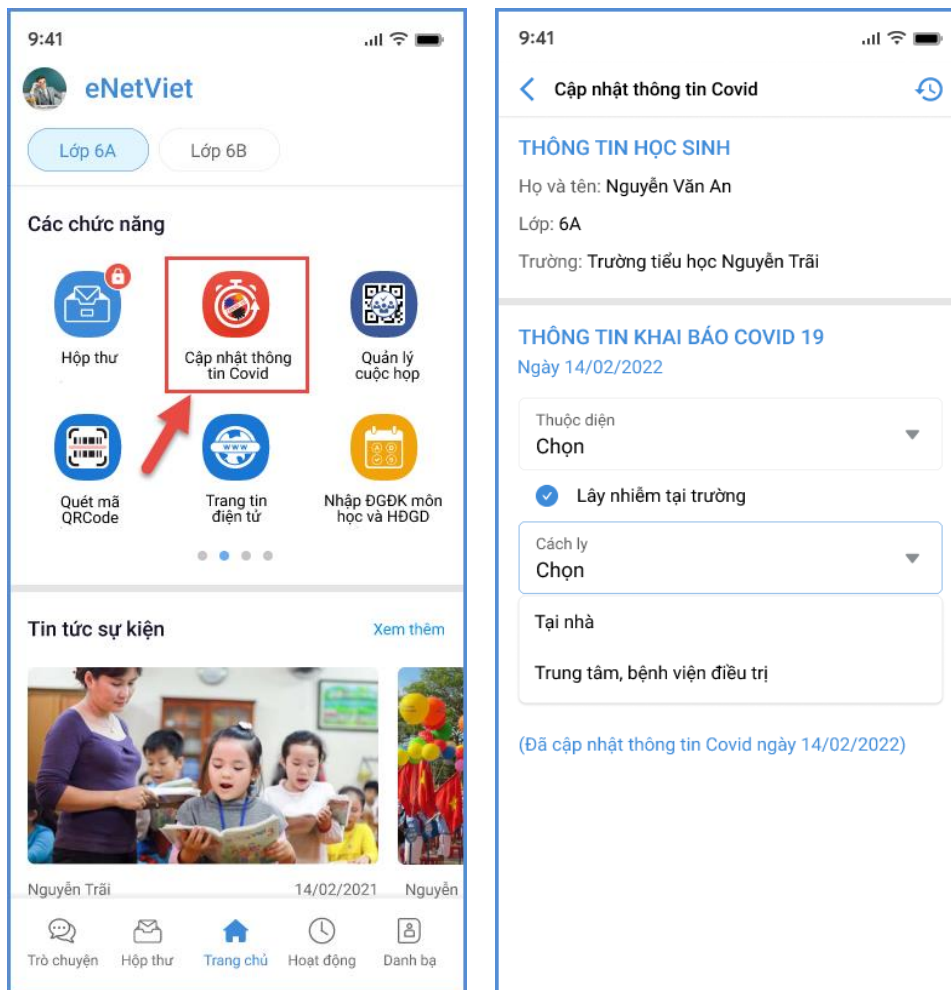 9:41
eNetViet
Lớp 6A
Lớp 6B
Các chức năng
Hộp thư
Cập nhật thông
tin Covid
Quản lý
cuộc họp
Quét mã
QRCode
WWW
Trang tin
điện tử
Nhập ĐGĐK môn
học và HĐGD
Tin tức sự kiện
Xem thêm
Nguyễn Trãi
14/02/2021
Nguyễn
Trò chuyện
Hộp thư
Trang chủ
Hoạt động
Danh bạ
9:41
Cập nhật thông tin Covid
THÔNG TIN HỌC SINH
Họ và tên: Nguyễn Văn An
Lớp: 6A
Trường: Trường tiểu học Nguyễn Trãi
THÔNG TIN KHAI BÁO COVID 19
Ngày 14/02/2022
Thuộc diện
Chọn
Lây nhiễm tại trường
Cách ly
Chọn
Tại nhà
Trung tâm, bệnh viện điều trị
(Đã cập nhật thông tin Covid ngày 14/02/2022)